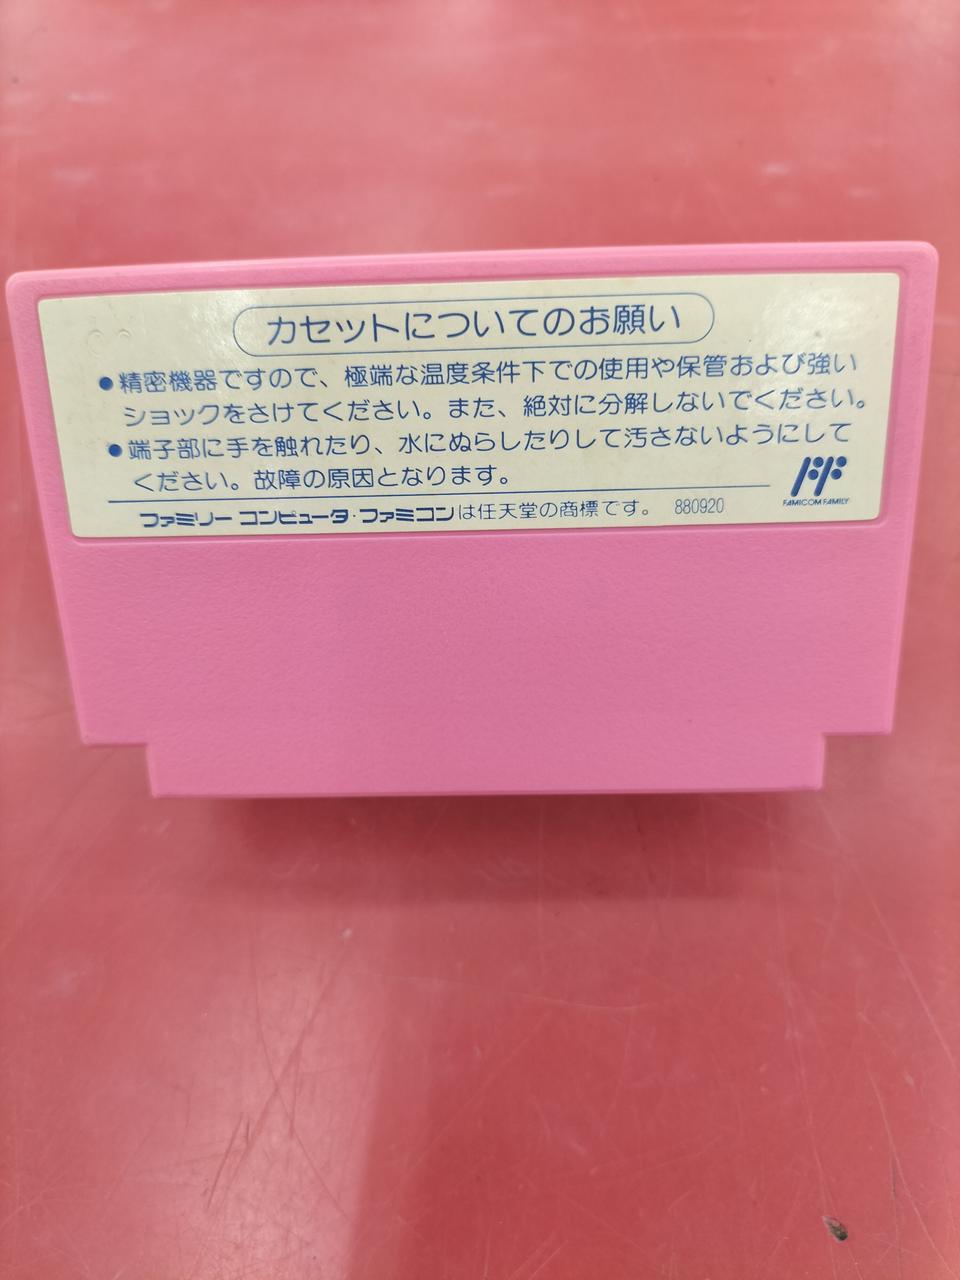 カセットについてのお願い
●精密機器ですので、極端な温度条件下での使用や保管および強い
ショックをさけてください。また、絶対に分解しないでください。
●端子部に手を触れたり、水にぬらしたりして汚さないようにして
ください。故障の原因となります。
FAMICOM FAMILY
ファミリーコンピュータ・ファミコンは任天堂の商標です。 880920